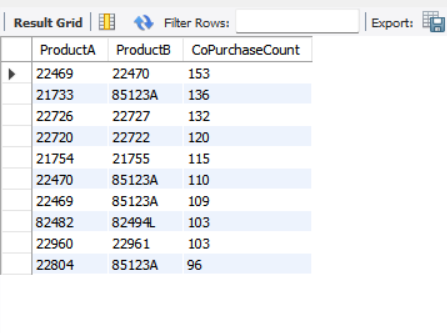 Result Grid Filter Rows: Export:
ProductA ProductB CoPurchaseCount
22469 22470 153
21733 85123A 136
22726 22727 132
22720 22722 120
21754 21755 115
22470 85123A 110
22469 85123A 109
82482 82494L 103
22960 22961 103
22804 85123A 96